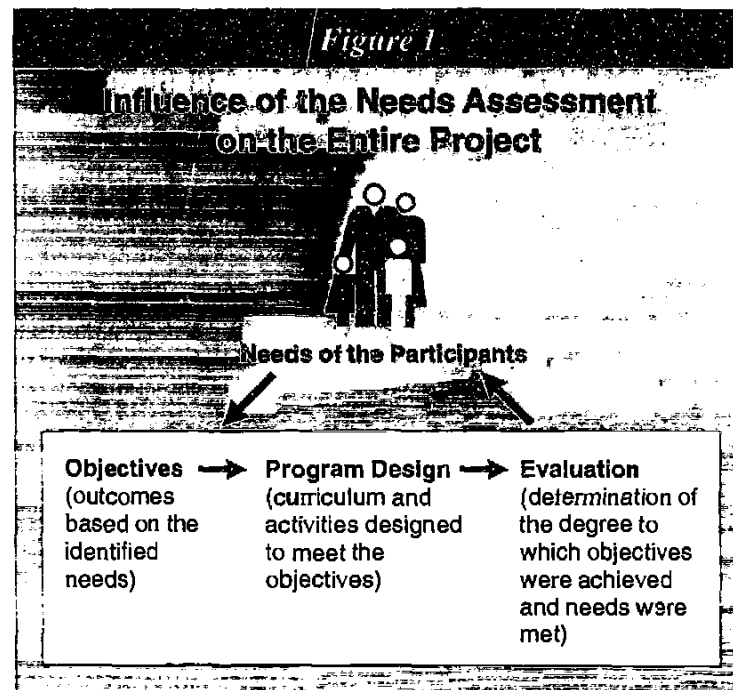 Figure 1
Influence of the Needs Assessment
on the Entire Project
Needs of the Participants
Objectives → Program Design → Evaluation
(outcomes
based on the
identified
needs)
(curriculum and
activities designed
to meet the
objectives)
(determination of
the degree to
which objectives
were achieved
and needs were
met)